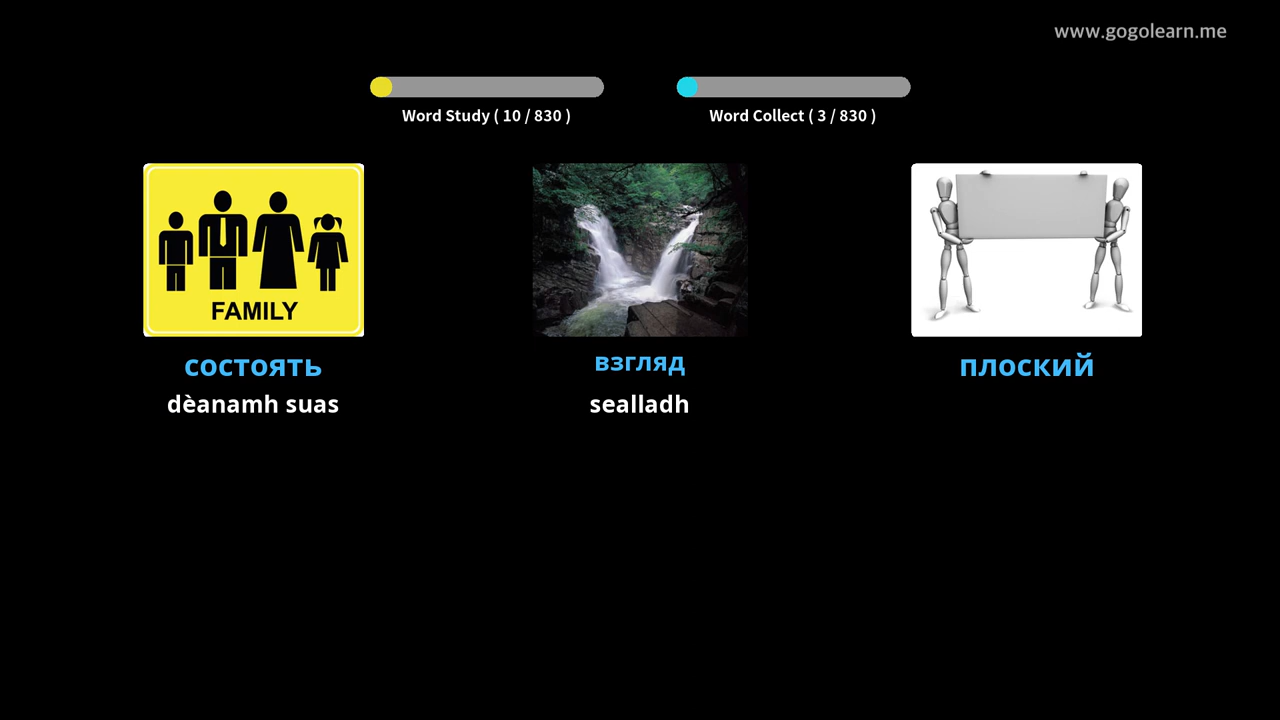 www.gogolearn.me
Word Study ( 10 / 830 )
Word Collect ( 3 / 830 )
FAMILY
состоять
взгляд
плоский
dèanamh suas
sealladh